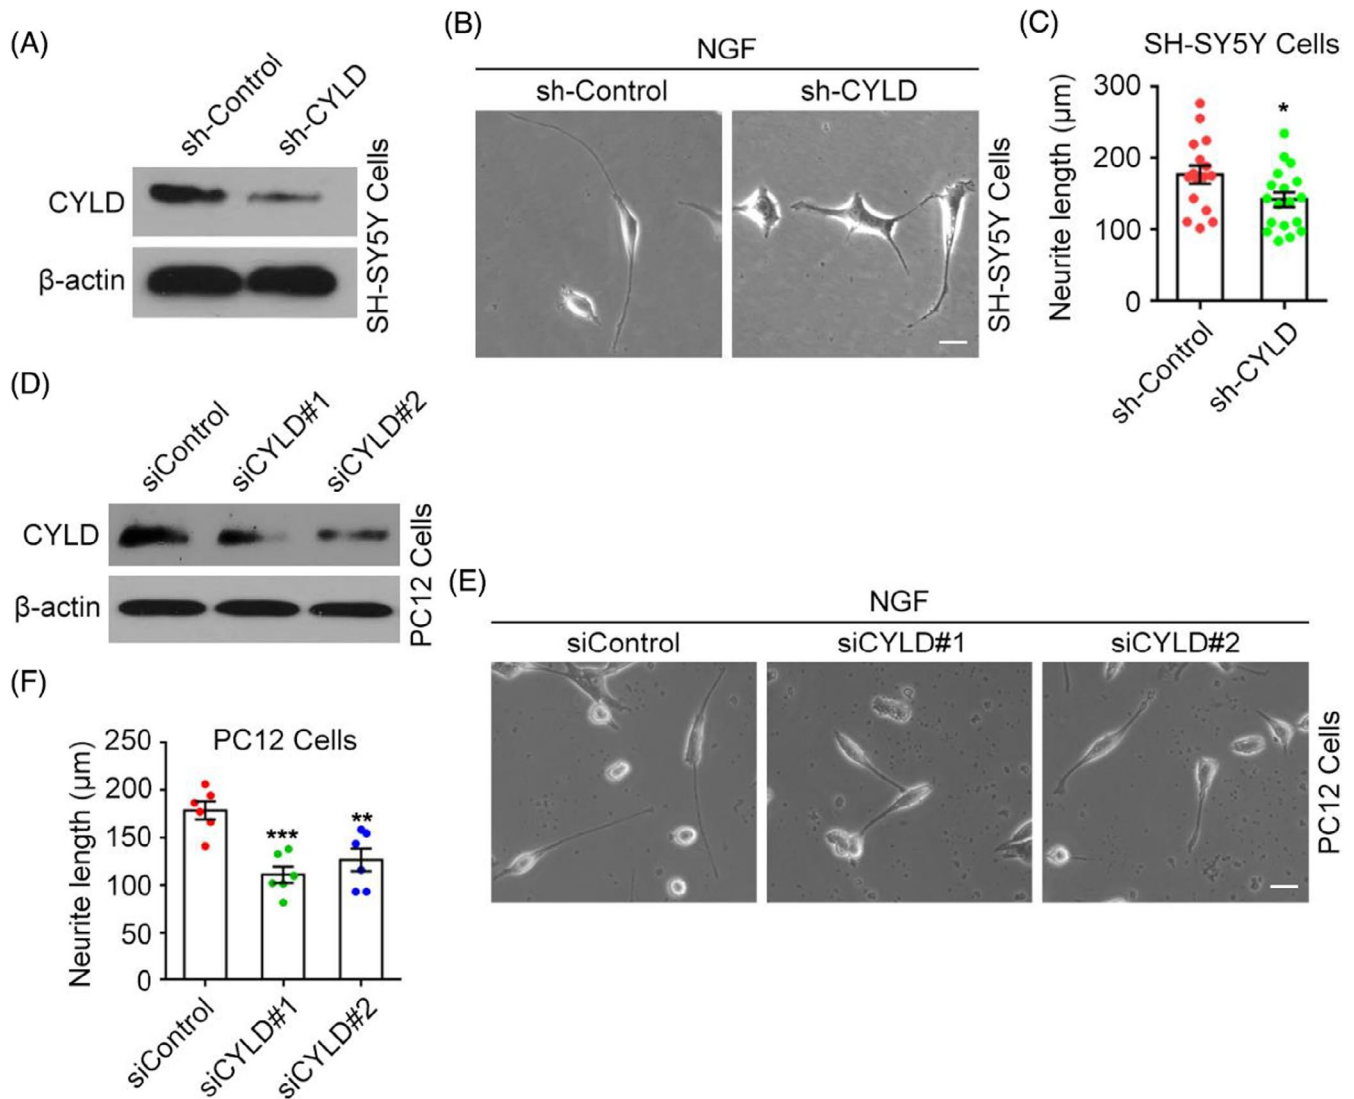 (A)
sh-Control
sh-CYLD
CYLD
β-actin
SH-SY5Y Cells
(B)
NGF
sh-Control
sh-CYLD
SH-SY5Y Cells
(C)
SH-SY5Y Cells
Neurite length (μm)
300
200
100
0
*
sh-Control
sh-CYLD
(D)
siControl
siCYLD#1
siCYLD#2
CYLD
β-actin
PC12 Cells
(E)
NGF
siControl
siCYLD#1
siCYLD#2
PC12 Cells
(F)
PC12 Cells
Neurite length (μm)
250
200
150
100
50
0
***
**
siControl
siCYLD#1
siCYLD#2